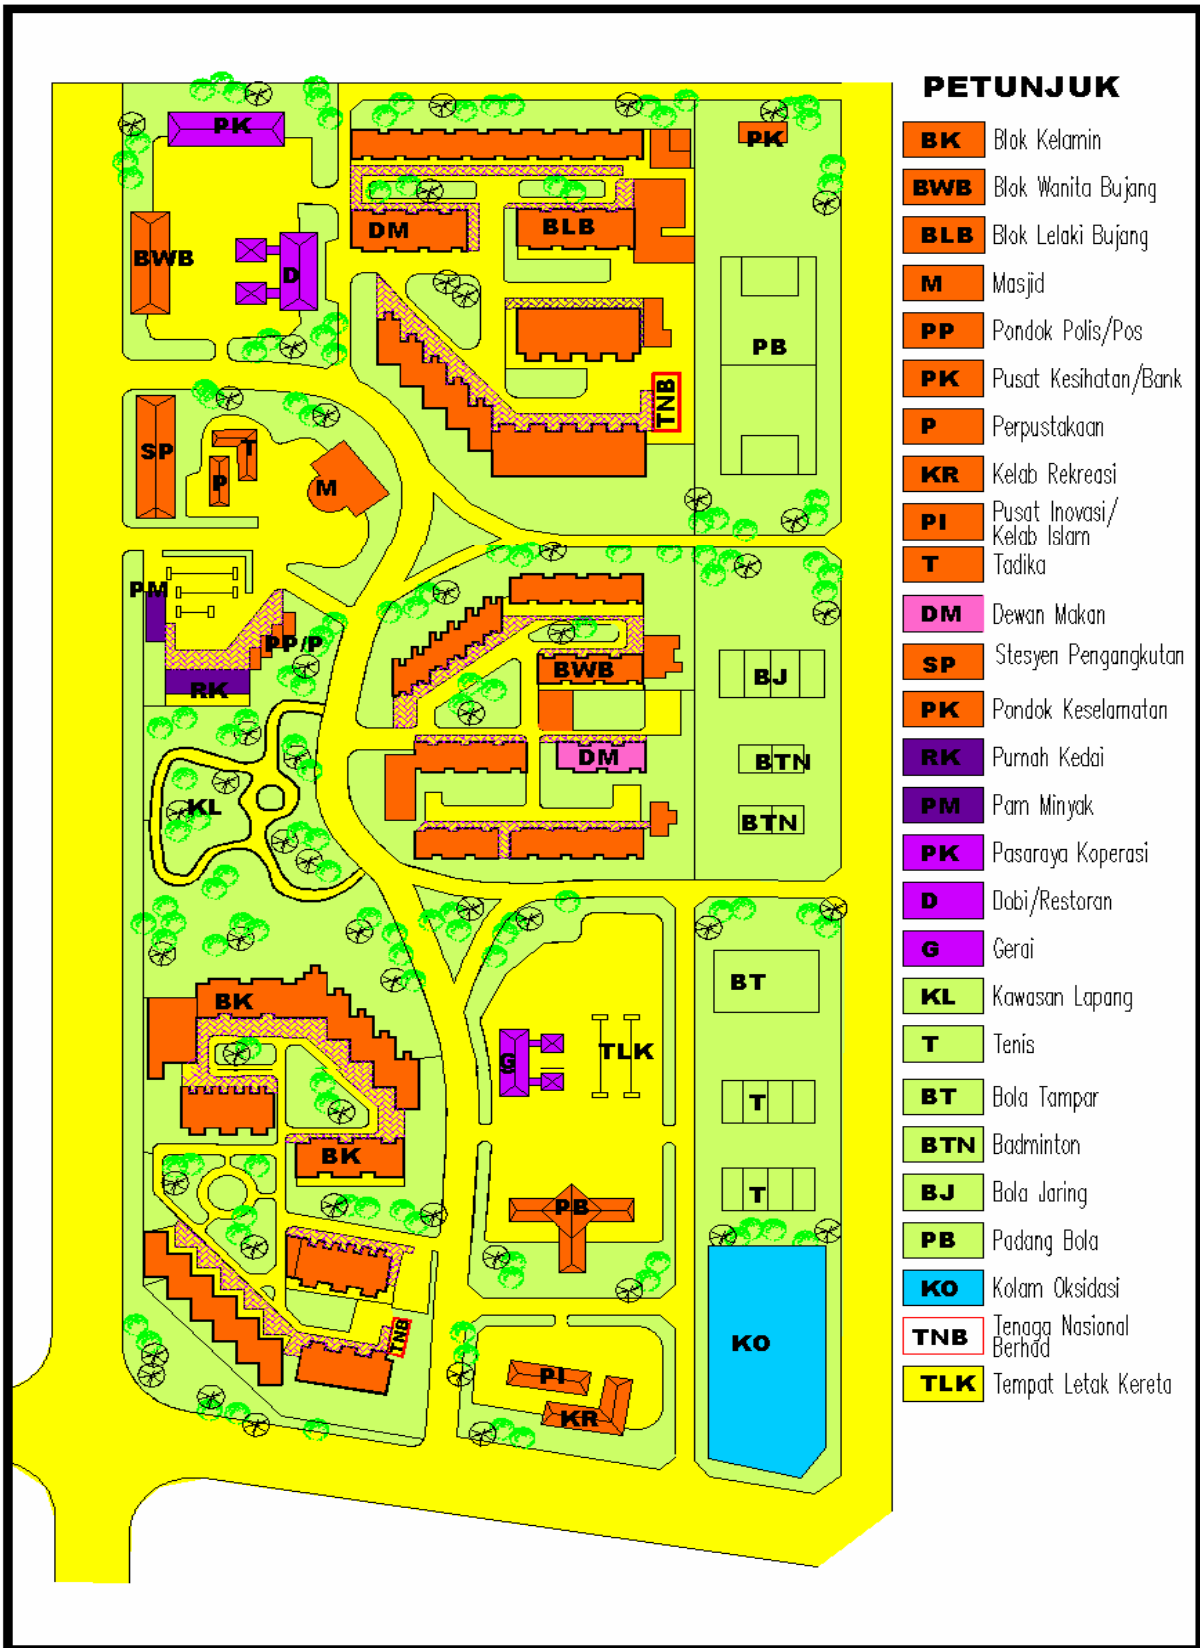 PETUNJUK
BK Blok Kelamin
BWB Blok Wanita Bujang
BLB Blok Lelaki Bujang
M Masjid
PP Pondok Polis/Pos
PK Pusat Kesihatan/Bank
P Perpustakaan
KR Kelab Rekreasi
PI Pusat Inovasi/
Kelab Islam
T Tadika
DM Dewan Makan
SP Stesyen Pengangkutan
PK Pondok Keselamatan
RK Rumah Kedai
PM Pam Minyak
PK Pasaraya Koperasi
D Dobi/Restoran
G Gerai
KL Kawasan Lapang
T Tenis
BT Bola Tampar
BTN Badminton
BJ Bola Jaring
PB Padang Bola
KO Kolam Oksidasi
TNB Tenaga Nasional
Berhad
TLK Tempat Letak Kereta
PK
PK
DM
BLB
BWB
D
PB
TNB
SP
T
P
M
PM
PP/P
RK
BWB
BJ
DM
BTN
KL
BTN
BT
BK
G
TLK
T
BK
T
PB
TNB
KO
PI
KR